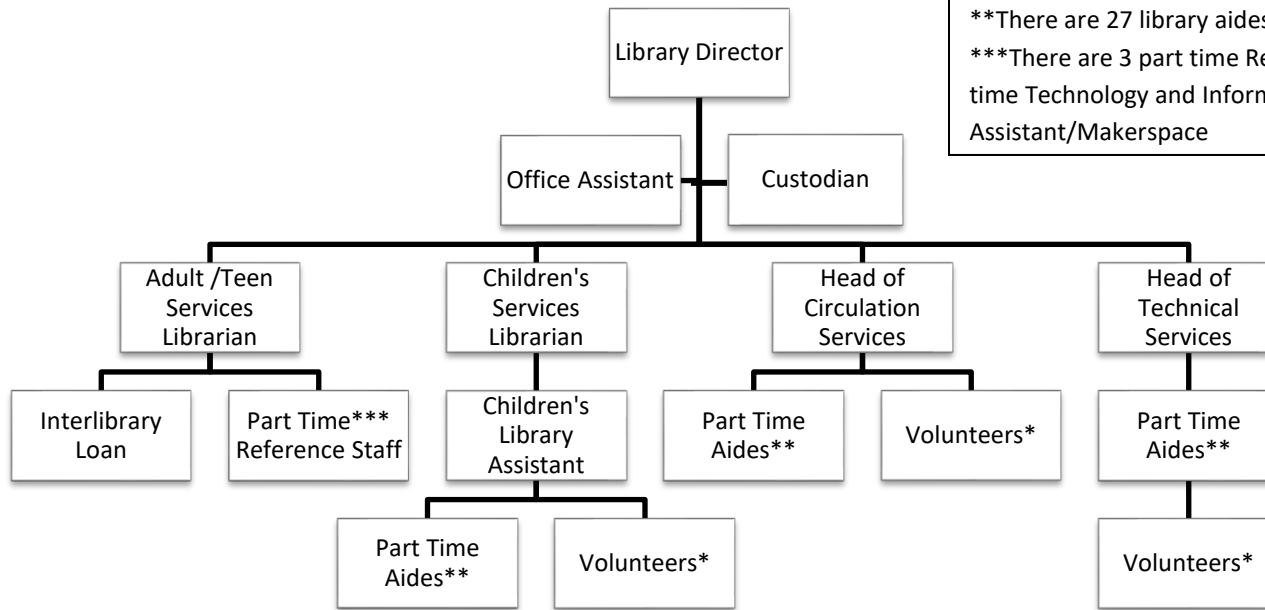 **There are 27 library aides
***There are 3 part time
time Technology and
Assistant/Makerspace
Library Director
Office Assistant
Custodian
Adult /Teen
Services
Librarian
Children's
Services
Librarian
Head of
Circulation
Services
Head of
Technical
Services
Interlibrary
Loan
Part Time***
Reference Staff
Children's
Library
Assistant
Part Time
Aides**
Volunteers*
Part Time
Aides**
Part Time
Aides**
Volunteers*
Volunteers*